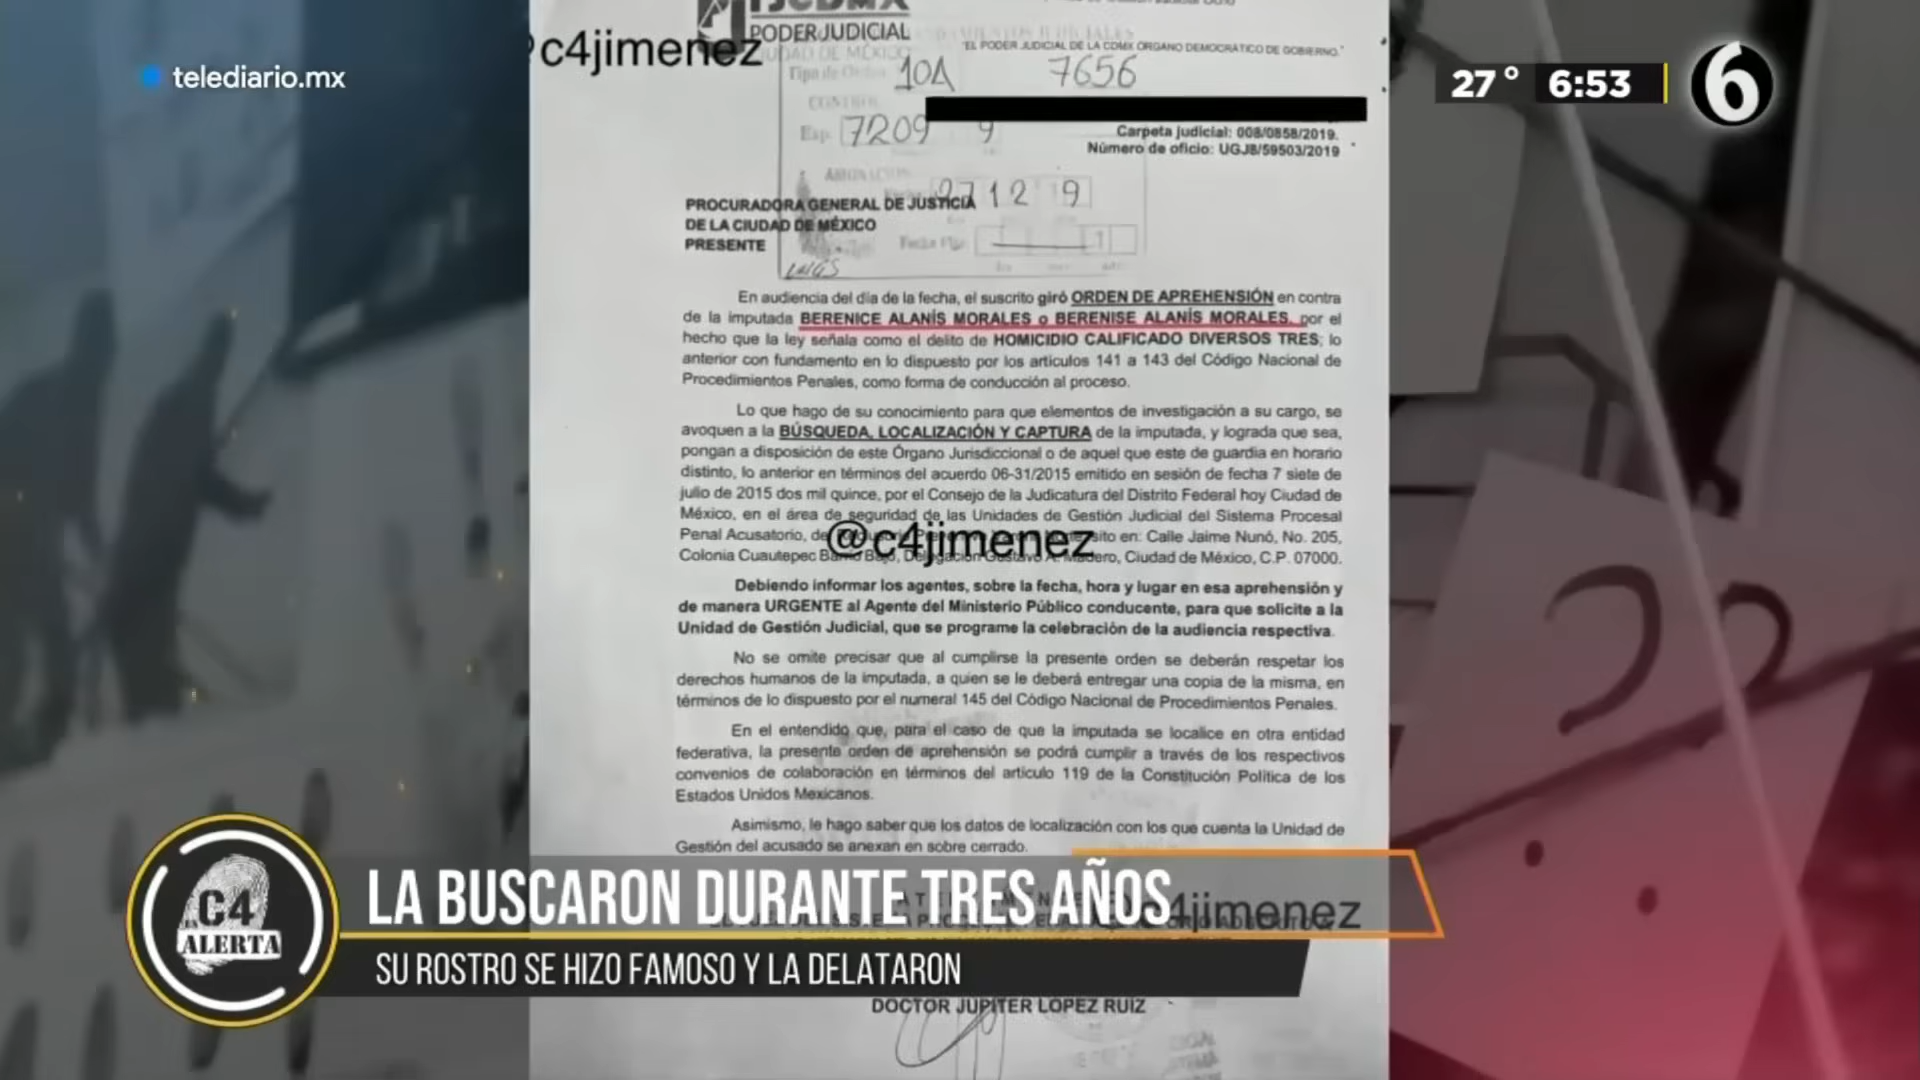 telediario.mx
27° 6:53
6
@c4jimenez
TJCDMX
PODER JUDICIAL
CIUDAD DE MÉXICO
"EL PODER JUDICIAL DE LA CDMX ÓRGANO DEMOCRÁTICO DE GOBIERNO."
10A 7656
Exp. 7209 9
Carpeta judicial: 008/0858/2019.
Número de oficio: UGJ8/59503/2019
27 12 19
PROCURADORA GENERAL DE JUSTICIA
DE LA CIUDAD DE MÉXICO
PRESENTE
En audiencia del día de la fecha, el suscrito giró ORDEN DE APREHENSIÓN en contra
de la imputada BERENICE ALANÍS MORALES o BERENISE ALANÍS MORALES, por el
hecho que la ley señala como el delito de HOMICIDIO CALIFICADO DIVERSOS TRES; lo
anterior con fundamento en lo dispuesto por los artículos 141 a 143 del Código Nacional de
Procedimientos Penales, como forma de conducción al proceso.
Lo que hago de su conocimiento para que elementos de investigación a su cargo, se
avoquen a la BÚSQUEDA, LOCALIZACIÓN Y CAPTURA de la imputada, y lograda que sea,
pongan a disposición de este Órgano Jurisdiccional o de aquel que este de guardia en horario
distinto, lo anterior en términos del acuerdo 06-31/2015 emitido en sesión de fecha 7 siete de
julio de 2015 dos mil quince, por el Consejo de la Judicatura del Distrito Federal hoy Ciudad de
México, en el área de seguridad de las Unidades de Gestión Judicial del Sistema Procesal
Penal Acusatorio, del sito en: Calle Jaime Nunó, No. 205,
Colonia Cuautepec Barrio Bajo, Delegación Gustavo A. Madero, Ciudad de México, C.P. 07000.
@c4jimenez
Debiendo informar los agentes, sobre la fecha, hora y lugar en esa aprehensión y
de manera URGENTE al Agente del Ministerio Público conducente, para que solicite a la
Unidad de Gestión Judicial, que se programe la celebración de la audiencia respectiva.
No se omite precisar que al cumplirse la presente orden se deberán respetar los
derechos humanos de la imputada, a quien se le deberá entregar una copia de la misma, en
términos de lo dispuesto por el numeral 145 del Código Nacional de Procedimientos Penales.
En el entendido que, para el caso de que la imputada se localice en otra entidad
federativa, la presente orden de aprehensión se podrá cumplir a través de los respectivos
convenios de colaboración en términos del artículo 119 de la Constitución Política de los
Estados Unidos Mexicanos.
Asimismo, le hago saber que los datos de localización con los que cuenta la Unidad de
Gestión del acusado se anexan en sobre cerrado.
c4jimenez
C4
EN ALERTA
LA BUSCARON DURANTE TRES AÑOS
SU ROSTRO SE HIZO FAMOSO Y LA DELATARON
DOCTOR JÚPITER LÓPEZ RUIZ